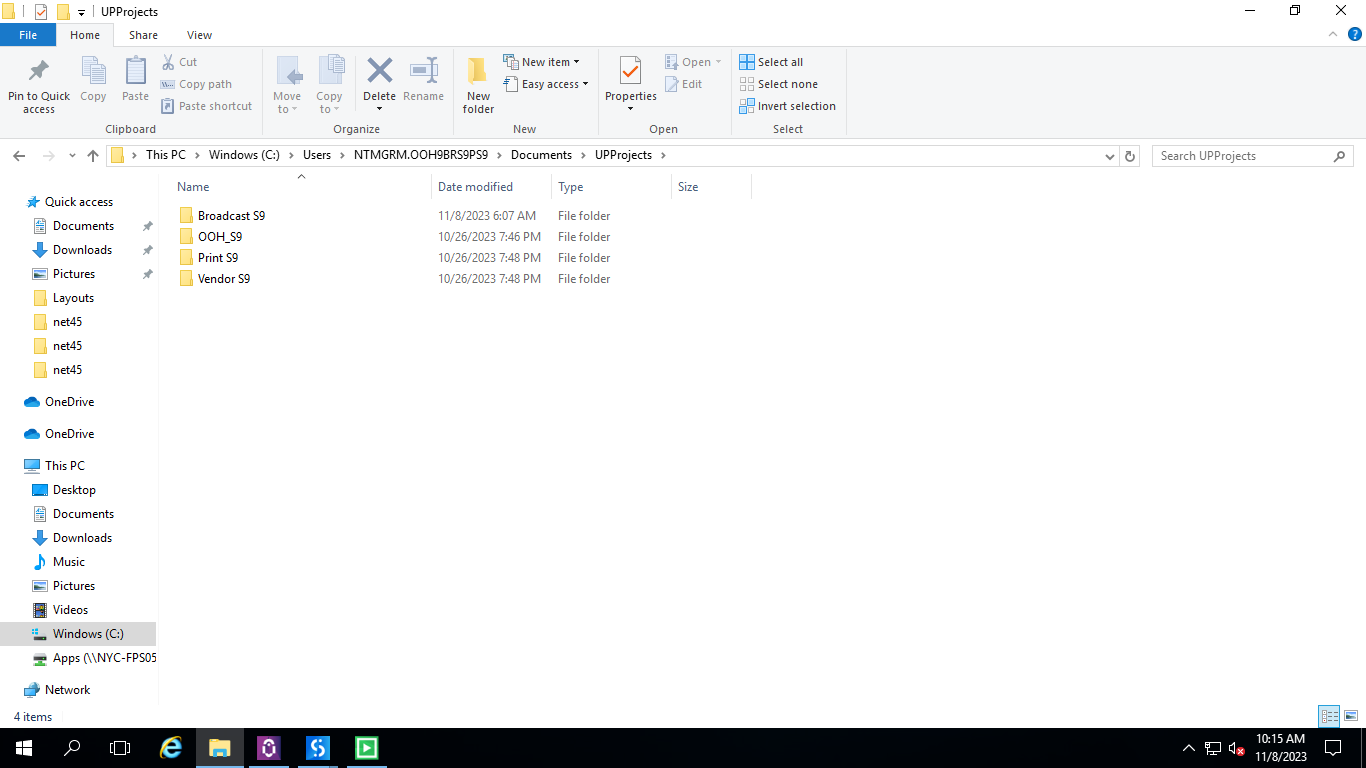 UPProjects
File Home Share View
Pin to Quick access
Copy
Paste
Cut
Copy path
Paste shortcut
Clipboard
Move to
Copy to
Delete
Rename
Organize
New folder
New item
Easy access
New
Properties
Open
Edit
Open
Select all
Select none
Invert selection
Select
This PC Windows (C:) Users NTMGRM.OOH9BRS9PS9 Documents UPProjects
Search UPProjects
Quick access
Documents
Downloads
Pictures
Layouts
net45
net45
net45
OneDrive
OneDrive
This PC
Desktop
Documents
Downloads
Music
Pictures
Videos
Windows (C:)
Apps (\\NYC-FPS05
Network
Name Date modified Type Size
Broadcast S9 11/8/2023 6:07 AM File folder
OOH_S9 10/26/2023 7:46 PM File folder
Print S9 10/26/2023 7:48 PM File folder
Vendor S9 10/26/2023 7:48 PM File folder
4 items
10:15 AM
11/8/2023